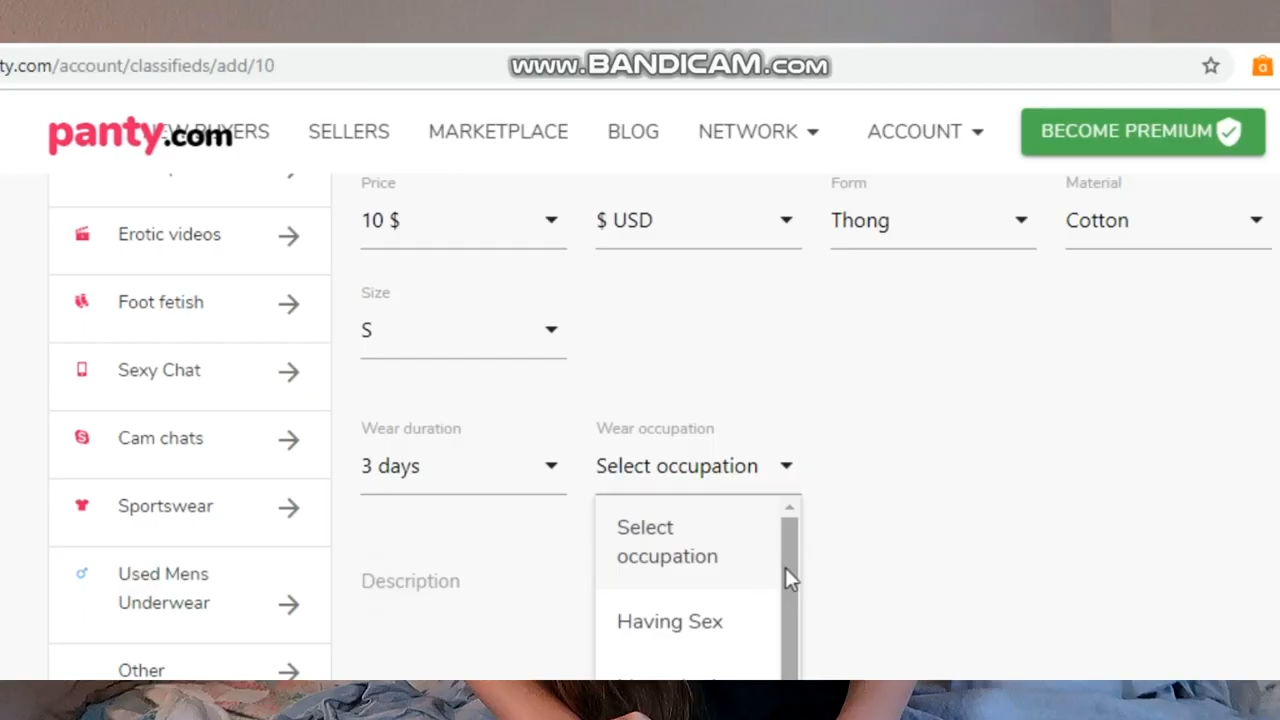 ty.com/account/classifieds/add/10
www.BANDICAM.com
panty.com
BUYERS
SELLERS
MARKETPLACE
BLOG
NETWORK
ACCOUNT
BECOME PREMIUM
Price
Form
Material
10 $
$ USD
Thong
Cotton
Erotic videos
Size
Foot fetish
S
Sexy Chat
Wear duration
Wear occupation
Cam chats
3 days
Select occupation
Sportswear
Select
occupation
Used Mens
Underwear
Description
Having Sex
Other